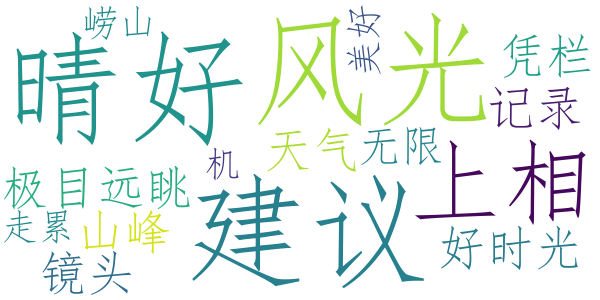 崂山
晴好
风光
美好
凭栏
记录
天气
无限
机
上相
极目远眺
建议
走累
山峰
好时光
镜头